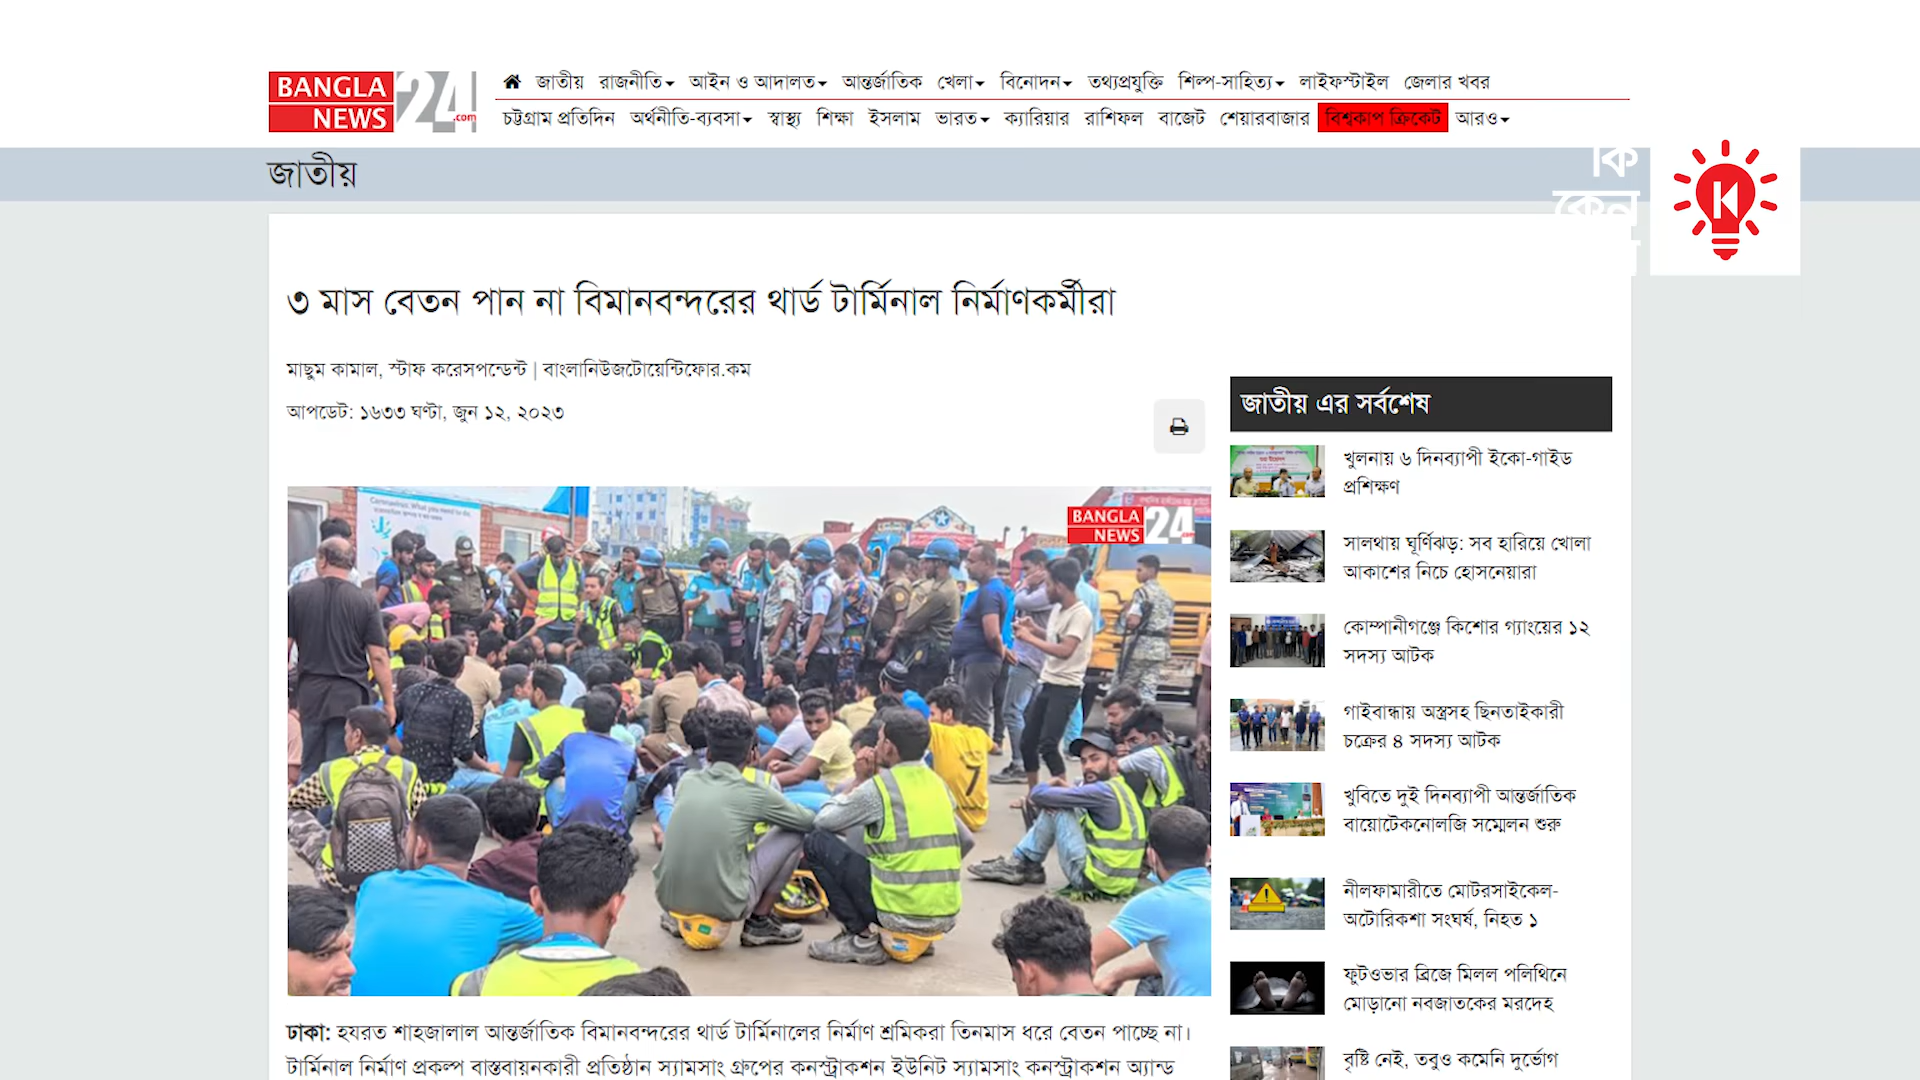 BANGLA
NEWS
24
.com
জাতীয় রাজনীতি আইন ও আদালত আন্তর্জাতিক খেলা বিনোদন তথ্যপ্রযুক্তি শিল্প-সাহিত্য লাইফস্টাইল জেলার খবর
চট্টগ্রাম প্রতিদিন অর্থনীতি-ব্যবসা স্বাস্থ্য শিক্ষা ইসলাম ভারত ক্যারিয়ার রাশিফল বাজেট শেয়ারবাজার বিশ্বকাপ ক্রিকেট আরও
জাতীয়
কি
কেন
K
৩ মাস বেতন পান না বিমানবন্দরের থার্ড টার্মিনাল নির্মাণকর্মীরা
মাছুম কামাল, স্টাফ করেসপন্ডেন্ট | বাংলানিউজটোয়েন্টিফোর.কম
আপডেট: ১৬৩৩ ঘণ্টা, জুন ১২, ২০২৩
BANGLA
NEWS
24
7
ঢাকা: হযরত শাহজালাল আন্তর্জাতিক বিমানবন্দরের থার্ড টার্মিনালের নির্মাণ শ্রমিকরা তিনমাস ধরে বেতন পাচ্ছে না।
টার্মিনাল নির্মাণ প্রকল্প বাস্তবায়নকারী প্রতিষ্ঠান স্যামসাং গ্রুপের কনস্ট্রাকশন ইউনিট স্যামসাং কনস্ট্রাকশন অ্যান্ড
জাতীয় এর সর্বশেষ
খুলনায় ৬ দিনব্যাপী ইকো-গাইড
প্রশিক্ষণ
সালথায় ঘূর্ণিঝড়: সব হারিয়ে খোলা
আকাশের নিচে হোসনেয়ারা
কোম্পানীগঞ্জে কিশোর গ্যাংয়ের ১২
সদস্য আটক
গাইবান্ধায় অস্ত্রসহ ছিনতাইকারী
চক্রের ৪ সদস্য আটক
খুবিতে দুই দিনব্যাপী আন্তর্জাতিক
বায়োটেকনোলজি সম্মেলন শুরু
নীলফামারীতে মোটরসাইকেল-
অটোরিকশা সংঘর্ষ, নিহত ১
ফুটওভার ব্রিজে মিলল পলিথিনে
মোড়ানো নবজাতকের মরদেহ
বৃষ্টি নেই, তবুও কমেনি দুর্ভোগ